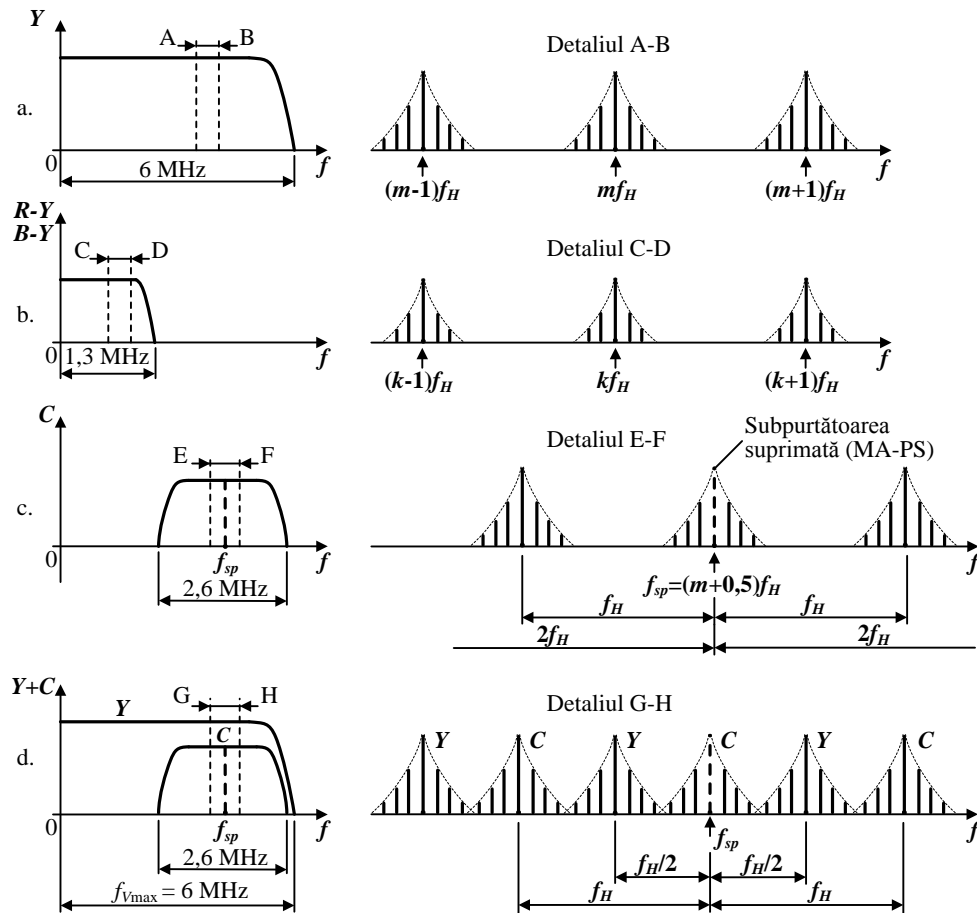 Y
A B
Detaliul A-B
a.
0
6 MHz
f
(m-1)f_H mf_H (m+1)f_H f
R-Y
B-Y
C D
Detaliul C-D
b.
0
1,3 MHz
f
(k-1)f_H kf_H (k+1)f_H f
C
E F
Detaliul E-F
Subpurtătoarea
suprimată (MA-PS)
c.
0
f_sp f
2,6 MHz
f
f_sp=(m+0,5)f_H
f_H f_H
2f_H 2f_H
Y+C
G H
Detaliul G-H
Y
C
d.
0
f_sp f
2,6 MHz
f_Vmax = 6 MHz
Y C Y C Y C
f
f_sp
f_H/2 f_H/2
f_H f_H